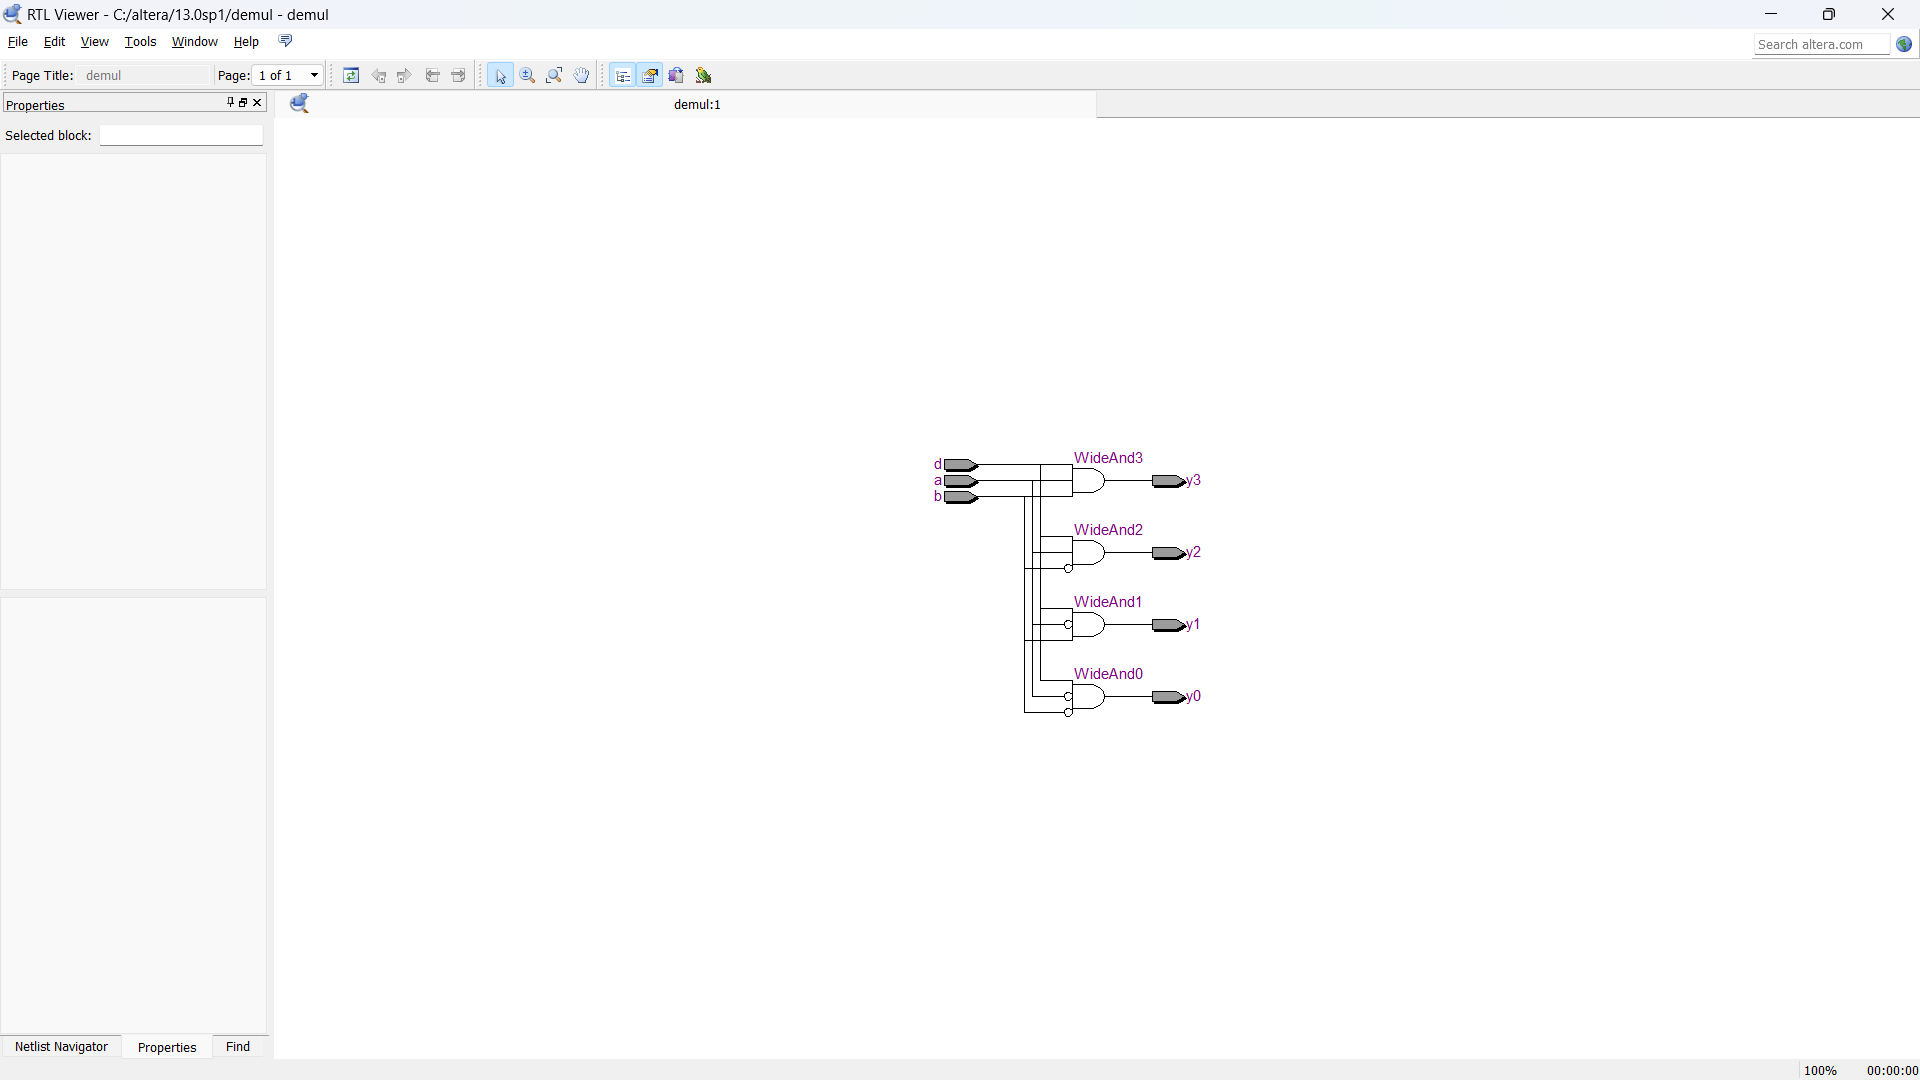 RTL Viewer - C:/altera/13.0sp1/demul - demul
File Edit View Tools Window Help
Search altera.com
Page Title: demul Page: 1 of 1
Properties
demul:1
Selected block:
WideAnd3
d
a
b
y3
WideAnd2
y2
WideAnd1
y1
WideAnd0
y0
Netlist Navigator Properties Find
100% 00:00:00